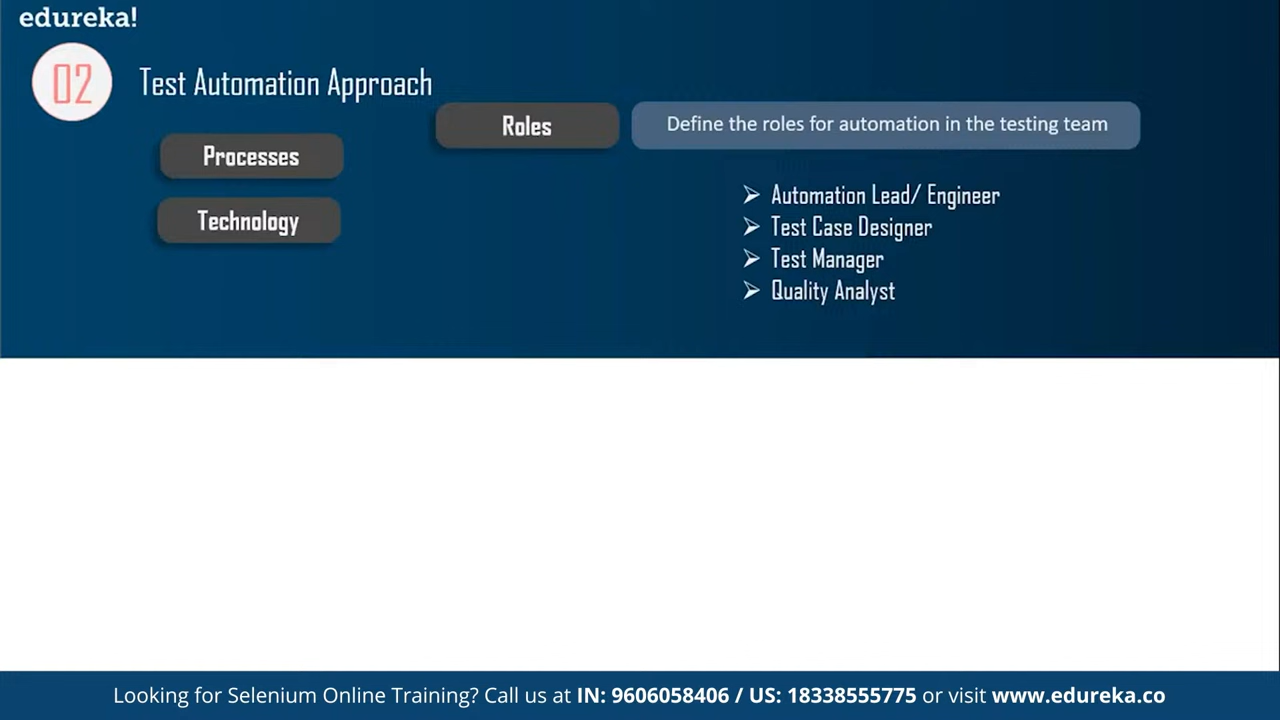 edureka!
02
Test Automation Approach
Roles
Define the roles for automation in the testing team
Processes
Technology
➢ Automation Lead/ Engineer
➢ Test Case Designer
➢ Test Manager
➢ Quality Analyst
Looking for Selenium Online Training? Call us at IN: 9606058406 / US: 18338555775 or visit www.edureka.co